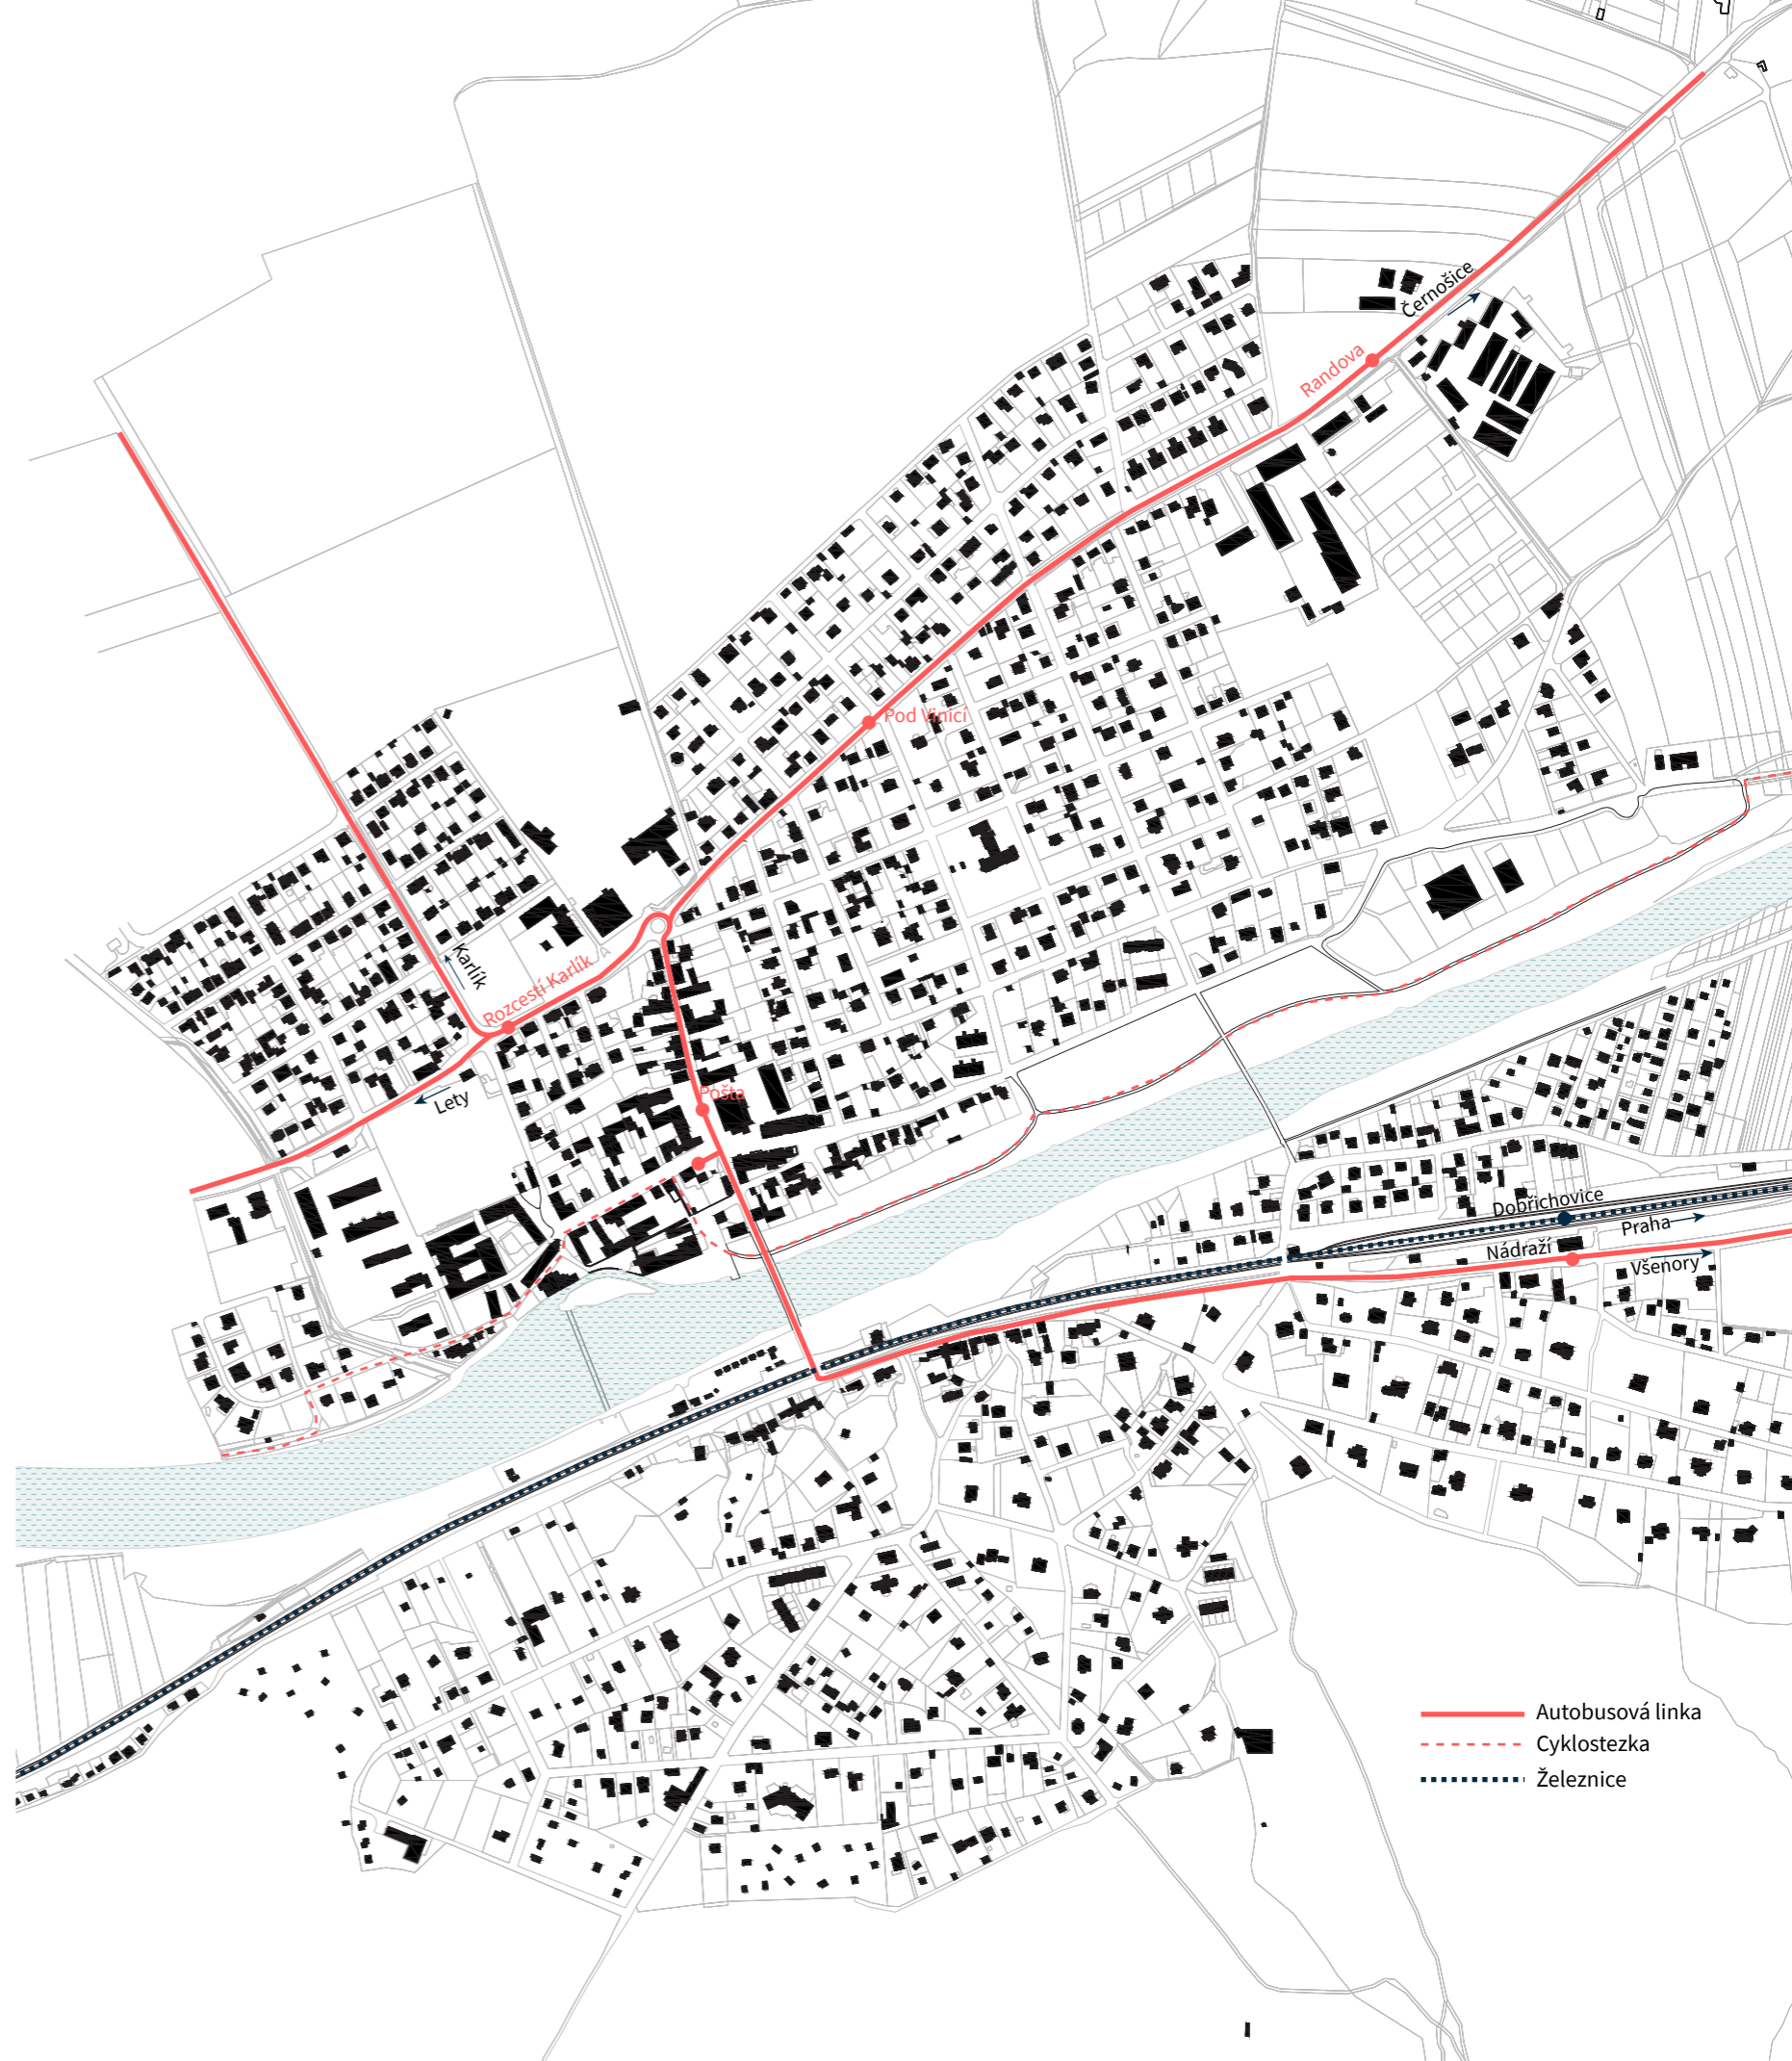 Černošice
Randova
Pod Vinicí
Karlík
Rozcestí Karlík
Pošta
Lety
Dobřichovice
Praha
Nádraží
Všenory
Autobusová linka
Cyklostezka
Železnice